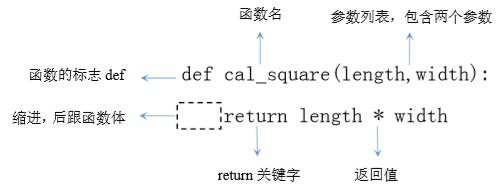 函数名 参数列表，包含两个参数
函数的标志 def def cal_square(length,width):
缩进，后跟函数体 return length * width
return 关键字 返回值